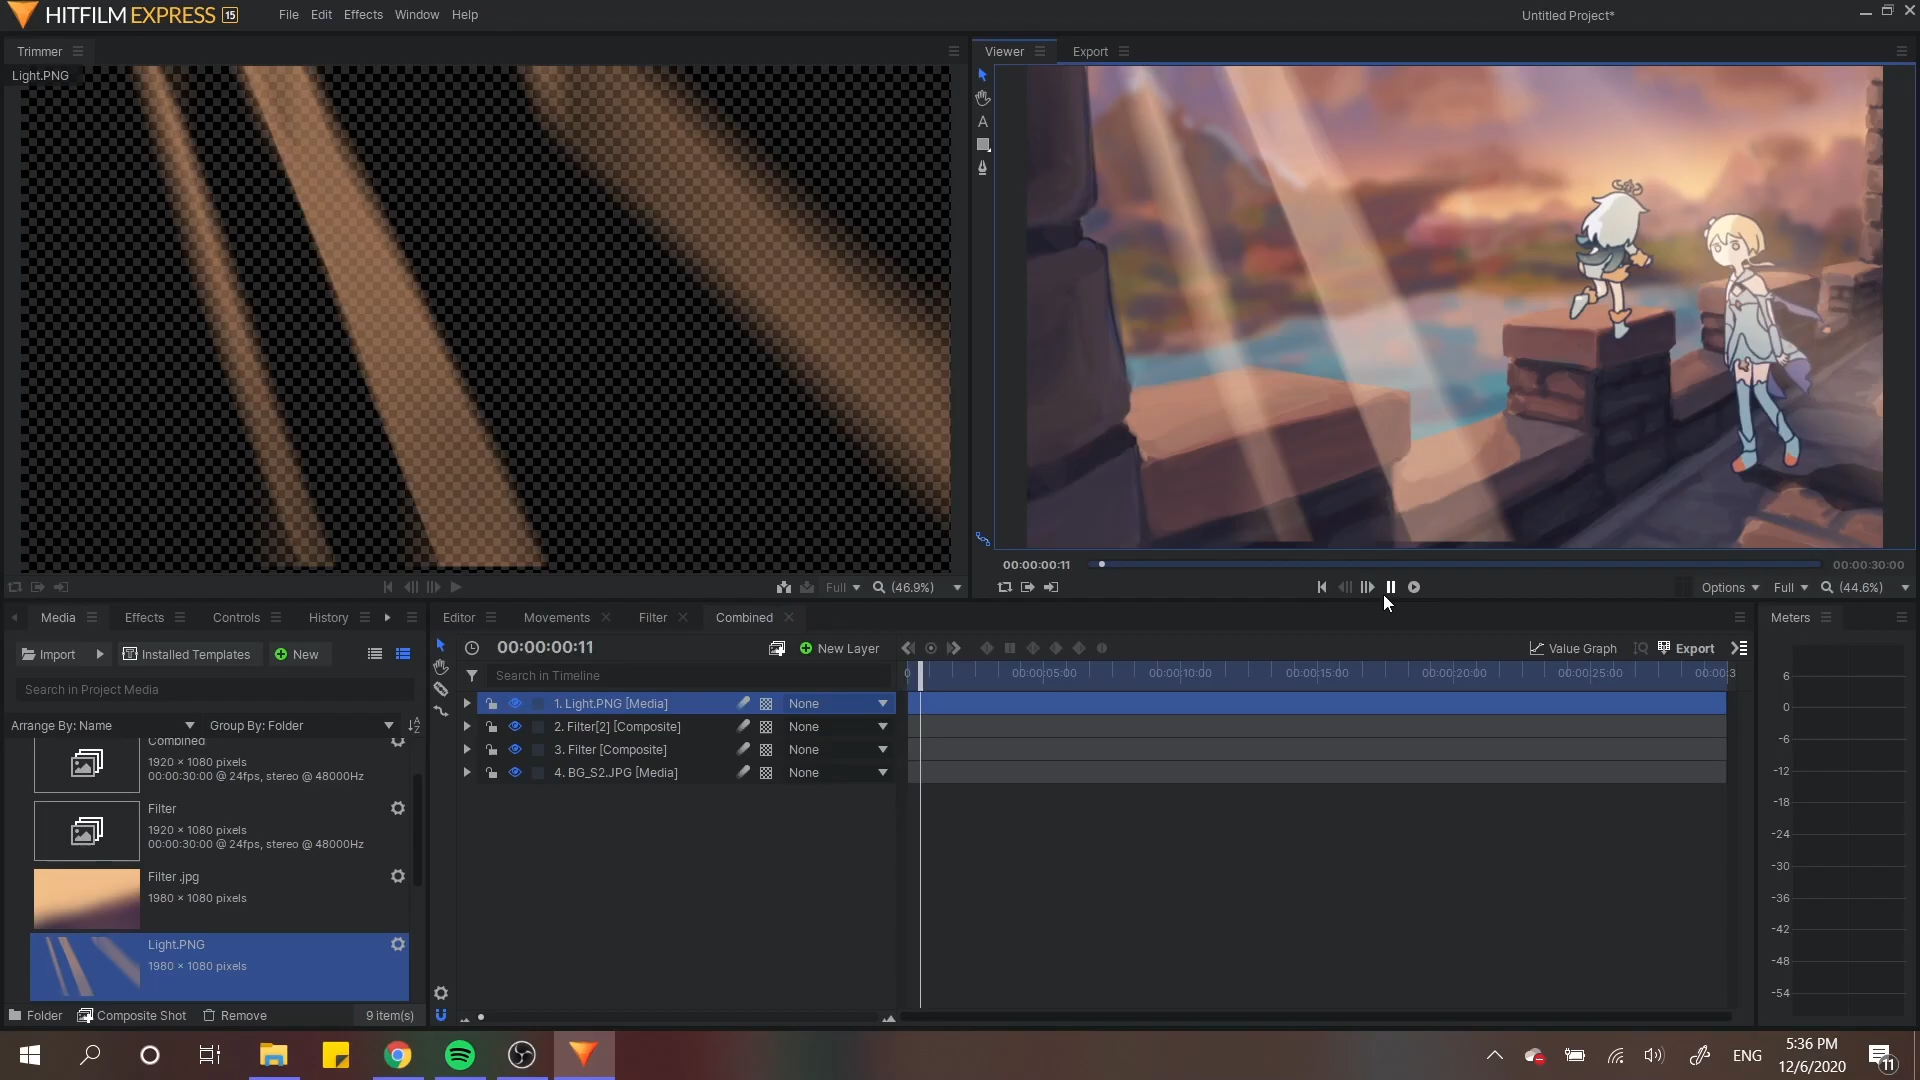 HITFILM EXPRESS 15
File Edit Effects Window Help
Untitled Project*
Trimmer
Light.PNG
Viewer Export
A
00:00:00:11
00:00:30:00
Full (46.9%)
Options Full (44.6%)
Media Effects Controls History
Editor Movements Filter Combined
Meters
Import Installed Templates New
00:00:00:11
New Layer
Value Graph Export
Search in Project Media
Search in Timeline
0 00:00:05:00 00:00:10:00 00:00:15:00 00:00:20:00 00:00:25:00 00:00:3
Arrange By: Name Group By: Folder
1. Light.PNG [Media] None
2. Filter[2] [Composite] None
3. Filter [Composite] None
4. BG_S2.JPG [Media] None
Combined
1920 × 1080 pixels
00:00:30:00 @ 24fps, stereo @ 48000Hz
Filter
1920 × 1080 pixels
00:00:30:00 @ 24fps, stereo @ 48000Hz
Filter .jpg
1980 × 1080 pixels
Light.PNG
1980 × 1080 pixels
Folder Composite Shot Remove 9 item(s)
6
0
-6
-12
-18
-24
-30
-36
-42
-48
-54
ENG
5:36 PM
12/6/2020
11